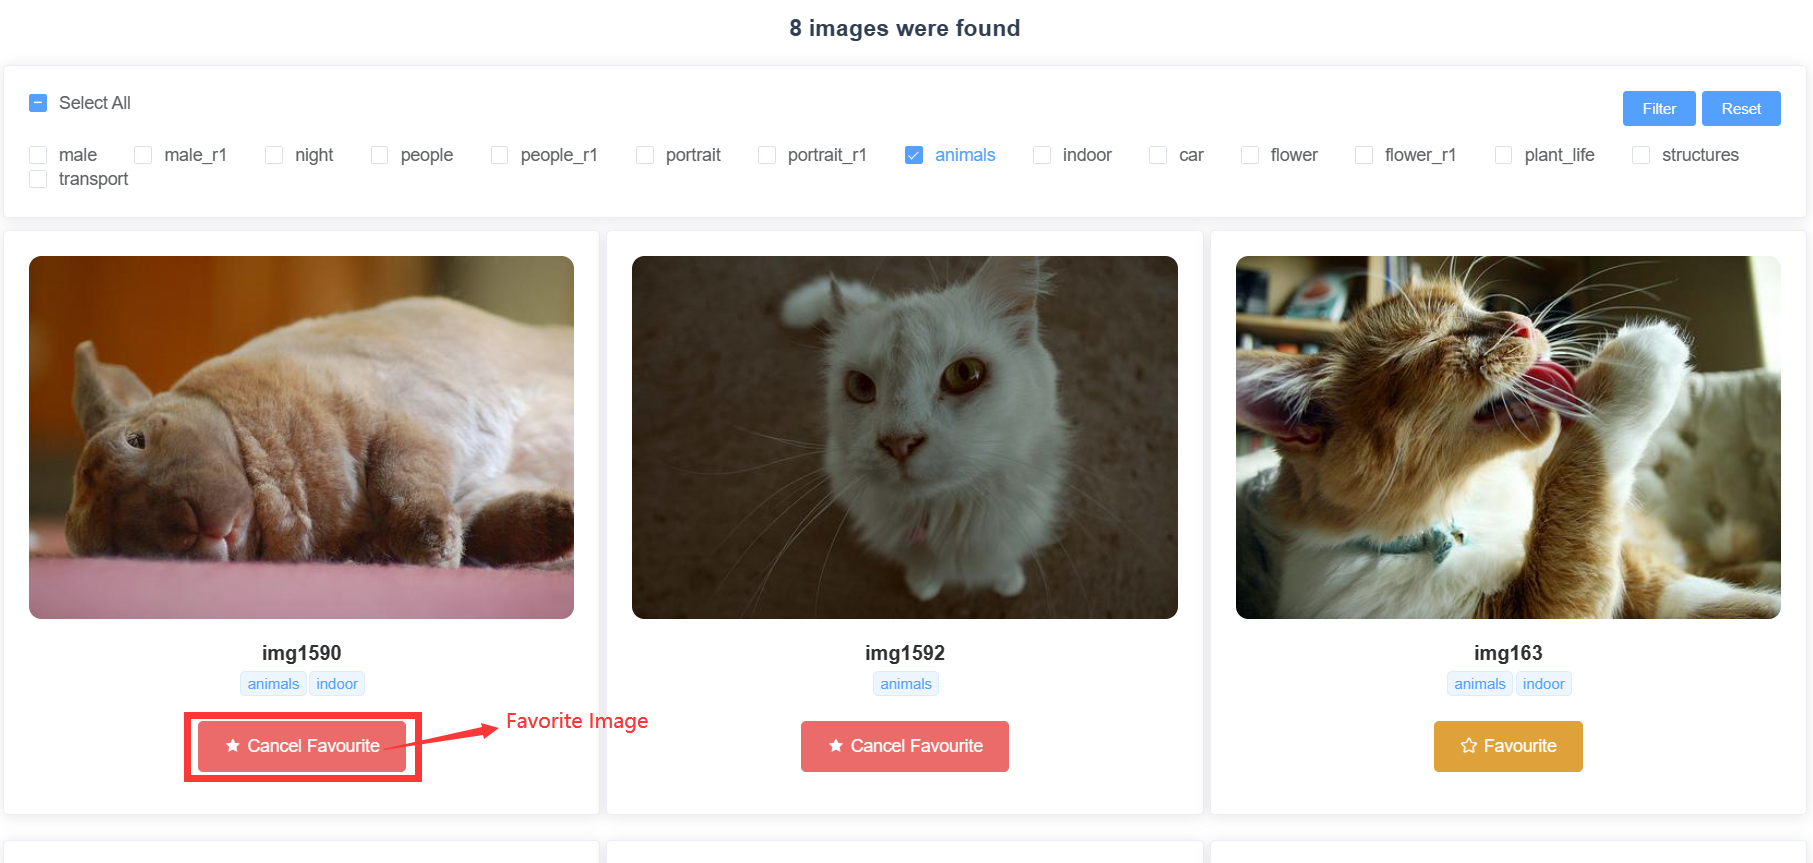 8 images were found
Select All
Filter
Reset
male male_r1 night people people_r1 portrait portrait_r1 animals indoor car flower flower_r1 plant_life structures
transport
img1590
animals indoor
Cancel Favourite
Favorite Image
img1592
animals
Cancel Favourite
img163
animals indoor
Favourite